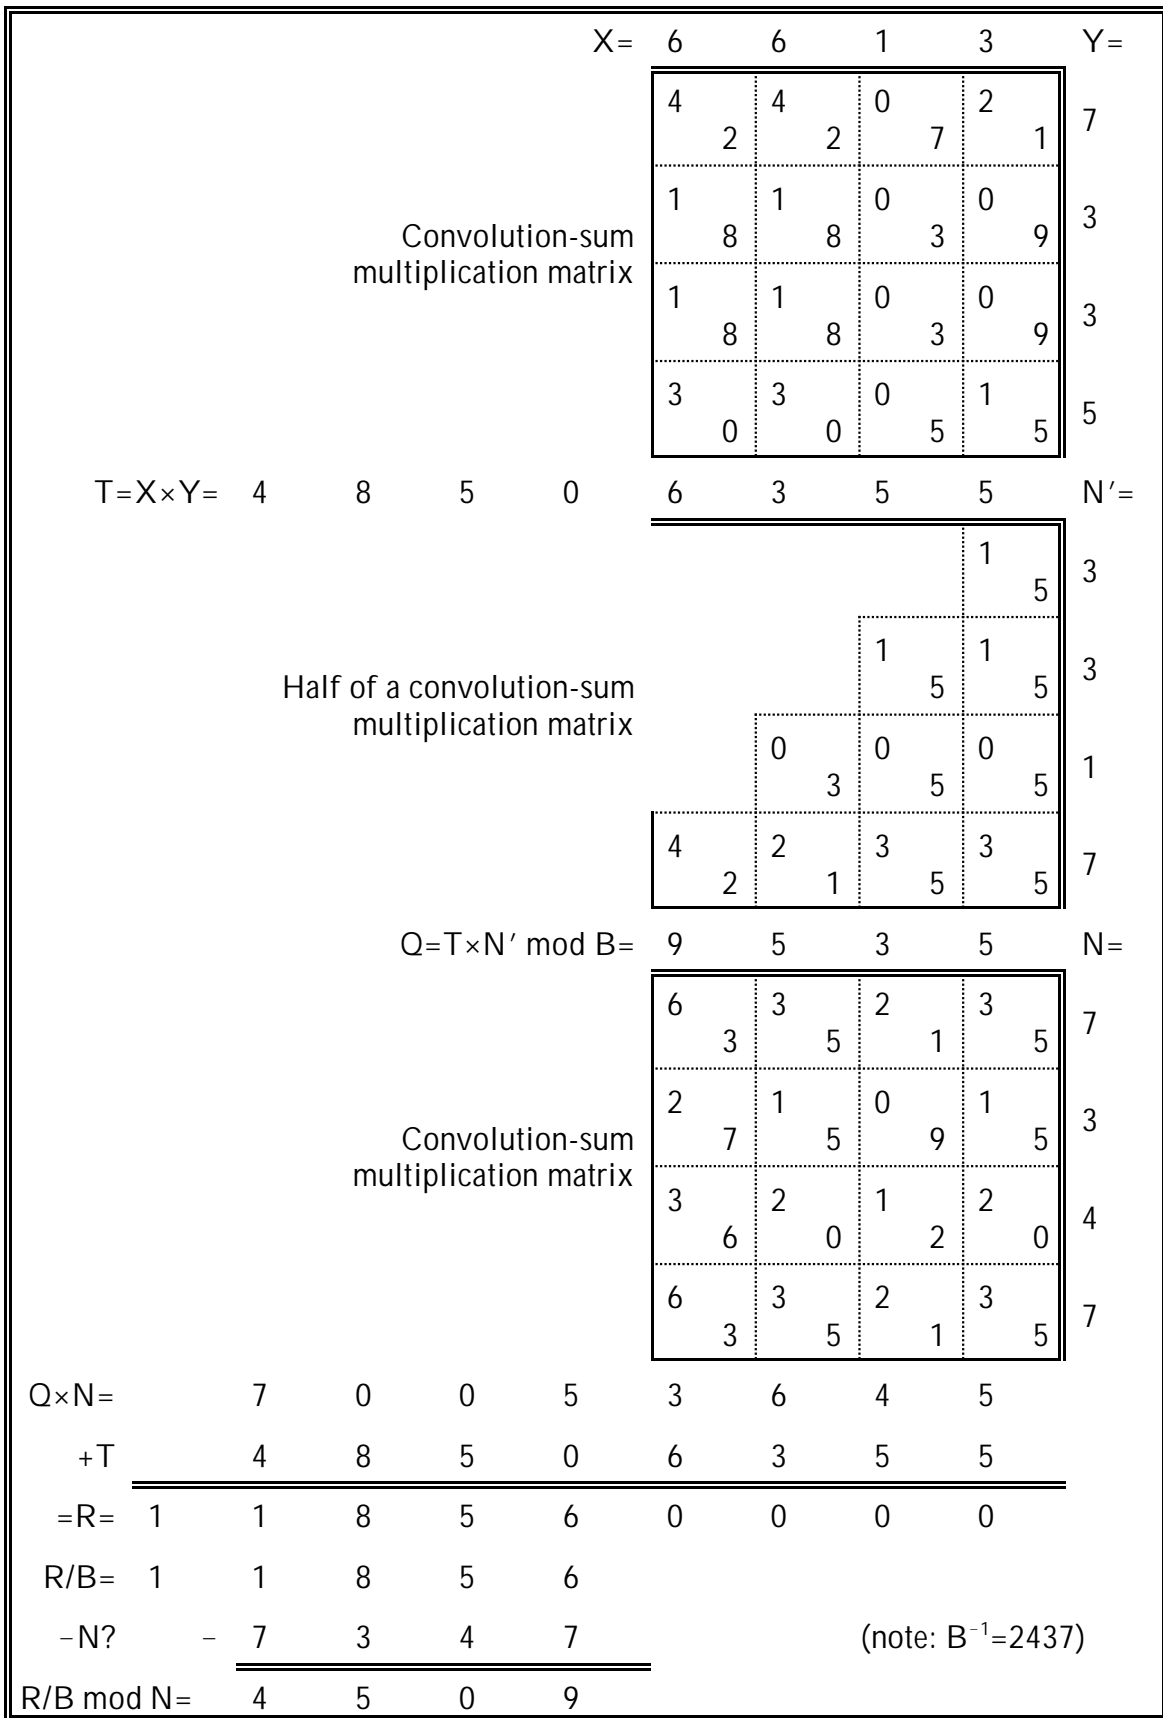 X= 6 6 1 3 Y=
4 4 0 2
2 2 7 1
7
1 1 0 0
8 8 3 9
3
Convolution-sum
multiplication matrix
1 1 0 0
8 8 3 9
3
3 3 0 1
0 0 5 5
5
T=X×Y= 4 8 5 0 6 3 5 5 N′=
1
5
3
1 1
5 5
3
Half of a convolution-sum
multiplication matrix
0 0 0
3 5 5
1
4 2 3 3
2 1 5 5
7
Q=T×N′ mod B= 9 5 3 5 N=
6 3 2 3
3 5 1 5
7
2 1 0 1
7 5 9 5
3
Convolution-sum
multiplication matrix
3 2 1 2
6 0 2 0
4
6 3 2 3
3 5 1 5
7
Q×N= 7 0 0 5 3 6 4 5
+T 4 8 5 0 6 3 5 5
=R= 1 1 8 5 6 0 0 0 0
R/B= 1 1 8 5 6
−N? − 7 3 4 7 (note: B⁻¹=2437)
R/B mod N= 4 5 0 9